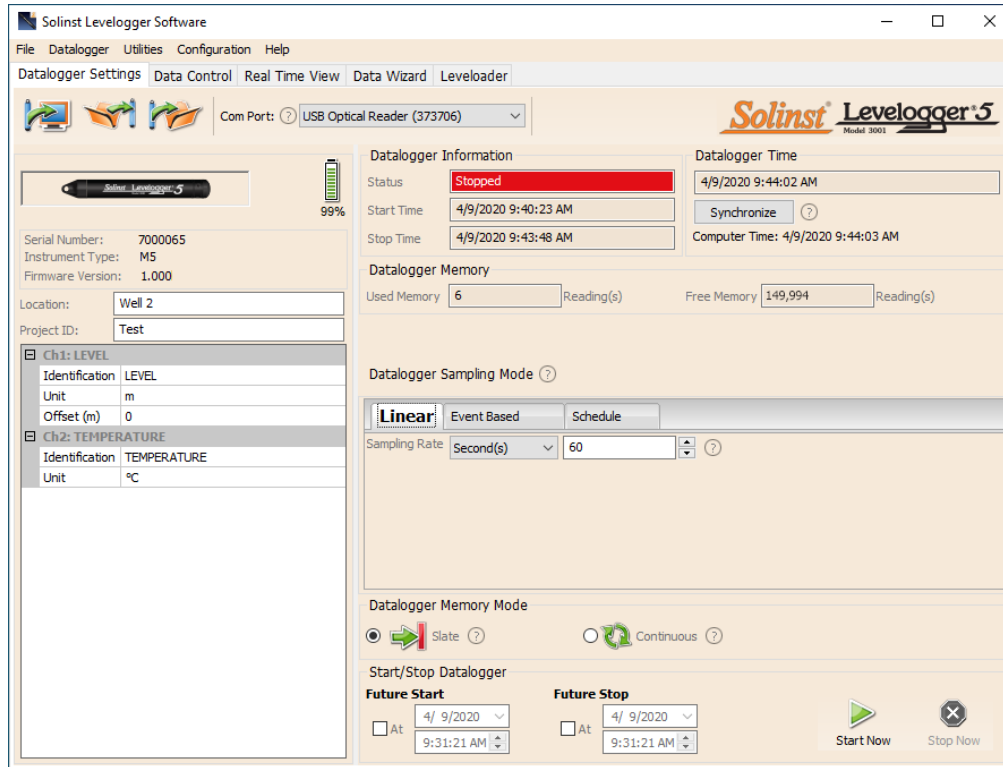 Solinst Levelogger Software
File Datalogger Utilities Configuration Help
Datalogger Settings Data Control Real Time View Data Wizard Leveloader
Com Port: ? USB Optical Reader (373706)
Solinst® Levelogger® 5
Model 3001
Solinst Levelogger 5
99%
Serial Number: 7000065
Instrument Type: M5
Firmware Version: 1.000
Location: Well 2
Project ID: Test
Ch1: LEVEL
Identification LEVEL
Unit m
Offset (m) 0
Ch2: TEMPERATURE
Identification TEMPERATURE
Unit ºC
Datalogger Information
Status Stopped
Start Time 4/9/2020 9:40:23 AM
Stop Time 4/9/2020 9:43:48 AM
Datalogger Time
4/9/2020 9:44:02 AM
Synchronize ?
Computer Time: 4/9/2020 9:44:03 AM
Datalogger Memory
Used Memory 6 Reading(s) Free Memory 149,994 Reading(s)
Datalogger Sampling Mode ?
Linear Event Based Schedule
Sampling Rate Second(s) 60 ?
Datalogger Memory Mode
Slate ? Continuous ?
Start/Stop Datalogger
Future Start Future Stop
At 4/ 9/2020 At 4/ 9/2020
9:31:21 AM 9:31:21 AM
Start Now Stop Now